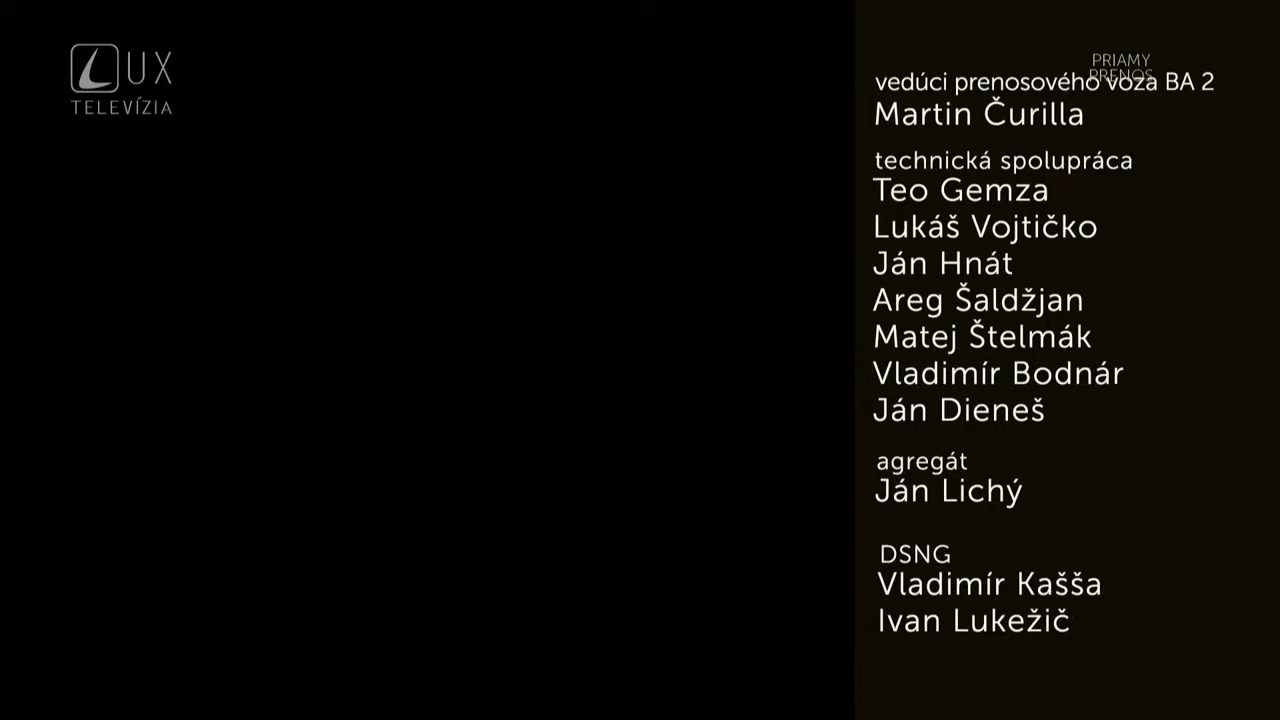 LUX
TELEVÍZIA
PRIAMY
PRENOS
vedúci prenosového voza BA 2
Martin Čurilla
technická spolupráca
Teo Gemza
Lukáš Vojtičko
Ján Hnát
Areg Šaldžjan
Matej Štelmák
Vladimír Bodnár
Ján Dieneš
agregát
Ján Lichý
DSNG
Vladimír Kašša
Ivan Lukežič